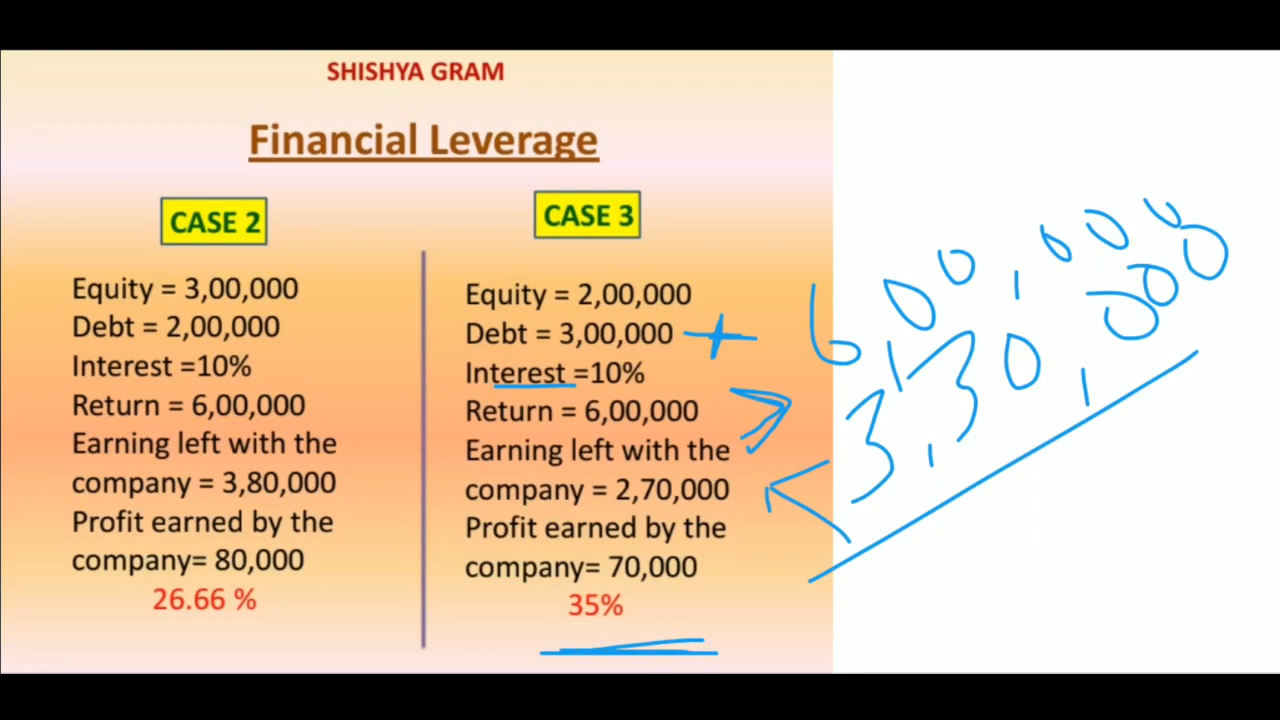 SHISHYA GRAM
Financial Leverage
CASE 2
Equity = 3,00,000
Debt = 2,00,000
Interest =10%
Return = 6,00,000
Earning left with the
company = 3,80,000
Profit earned by the
company= 80,000
26.66 %
CASE 3
Equity = 2,00,000
Debt = 3,00,000
Interest =10%
Return = 6,00,000
Earning left with the
company = 2,70,000
Profit earned by the
company= 70,000
35%
6,00,000
3,30,000